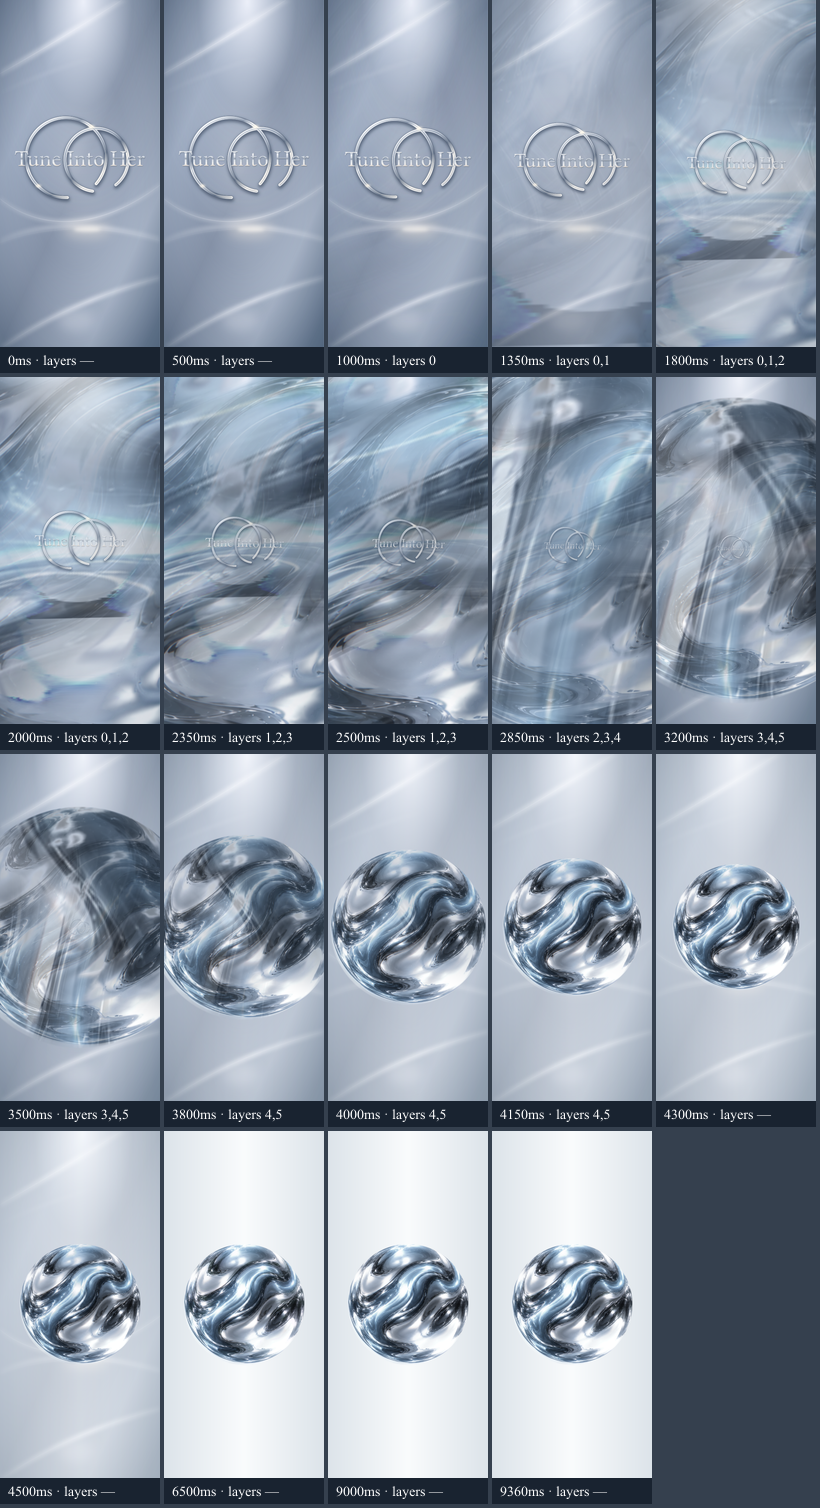 Tune Into Her
Tune Into Her
Tune Into Her
Tune Into Her
Tune Into Her
0ms · layers —
500ms · layers —
1000ms · layers 0
1350ms · layers 0,1
1800ms · layers 0,1,2
Tune Into Her
Tune Into Her
Tune Into Her
Tune Into Her
2000ms · layers 0,1,2
2350ms · layers 1,2,3
2500ms · layers 1,2,3
2850ms · layers 2,3,4
3200ms · layers 3,4,5
3500ms · layers 3,4,5
3800ms · layers 4,5
4000ms · layers 4,5
4150ms · layers 4,5
4300ms · layers —
4500ms · layers —
6500ms · layers —
9000ms · layers —
9360ms · layers —